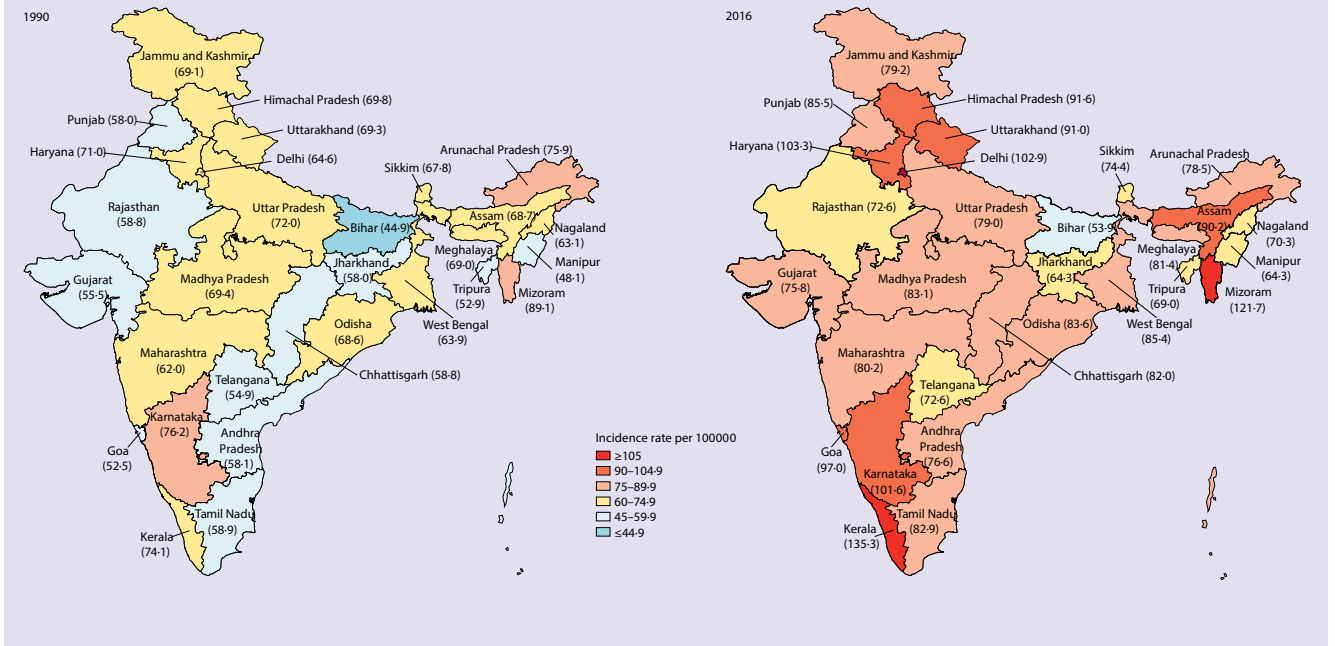 1990
Jammu and Kashmir
(69·1)
Himachal Pradesh (69·8)
Punjab (58·0)
Uttarakhand (69·3)
Haryana (71·0)
Delhi (64·6)
Arunachal Pradesh (75·9)
Sikkim (67·8)
Rajasthan
(58·8)
Uttar Pradesh
(72·0)
Bihar (44·9)
Assam (68·7)
Nagaland
(63·1)
Meghalaya
(69·0)
Manipur
(48·1)
Tripura
(52·9)
Mizoram
(89·1)
Jharkhand
(58·0)
Gujarat
(55·5)
Madhya Pradesh
(69·4)
West Bengal
(63·9)
Odisha
(68·6)
Chhattisgarh (58·8)
Maharashtra
(62·0)
Telangana
(54·9)
Karnataka
(76·2)
Goa
(52·5)
Andhra
Pradesh
(58·1)
Tamil Nadu
(58·9)
Kerala
(74·1)
Incidence rate per 100000
≥105
90–104·9
75–89·9
60–74·9
45–59·9
≤44·9
2016
Jammu and Kashmir
(79·2)
Himachal Pradesh (91·6)
Punjab (85·5)
Uttarakhand (91·0)
Haryana (103·3)
Delhi (102·9)
Sikkim
(74·4)
Arunachal Pradesh
(78·5)
Rajasthan (72·6)
Uttar Pradesh
(79·0)
Bihar (53·9)
Assam
(90·2)
Nagaland
(70·3)
Meghalaya
(81·4)
Manipur
(64·3)
Tripura
(69·0)
Mizoram
(121·7)
Jharkhand
(64·3)
Gujarat
(75·8)
Madhya Pradesh
(83·1)
West Bengal
(85·4)
Odisha (83·6)
Chhattisgarh (82·0)
Maharashtra
(80·2)
Telangana
(72·6)
Goa
(97·0)
Karnataka
(101·6)
Andhra
Pradesh
(76·6)
Tamil Nadu
(82·9)
Kerala
(135·3)